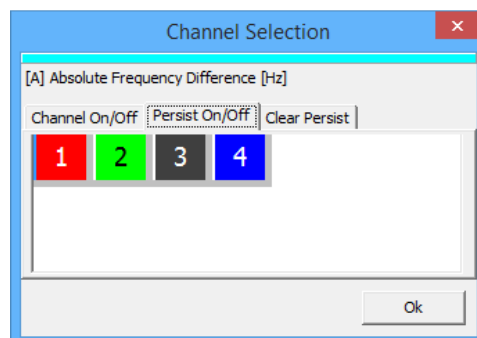 Channel Selection
[A] Absolute Frequency Difference [Hz]
Channel On/Off Persist On/Off Clear Persist
1 2 3 4
Ok